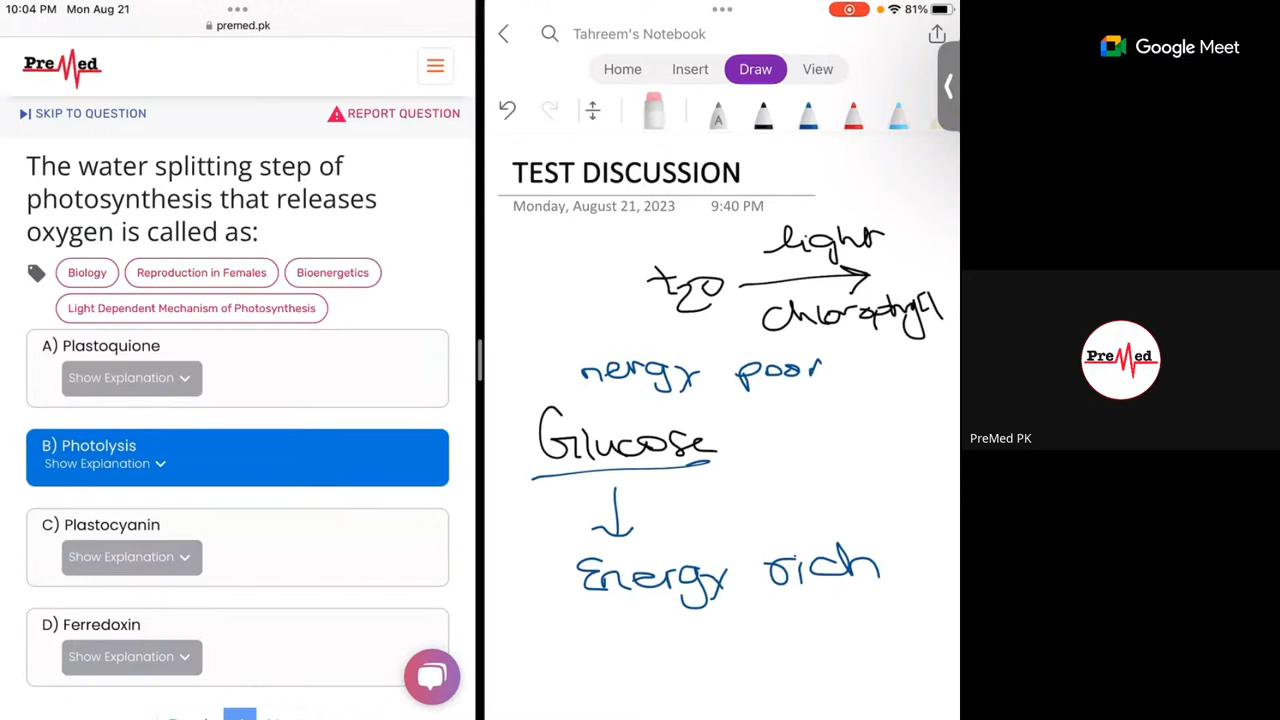 10:04 PM Mon Aug 21
premed.pk
PreMed
SKIP TO QUESTION
REPORT QUESTION
The water splitting step of
photosynthesis that releases
oxygen is called as:
Biology
Reproduction in Females
Bioenergetics
Light Dependent Mechanism of Photosynthesis
A) Plastoquione
Show Explanation
B) Photolysis
Show Explanation
C) Plastocyanin
Show Explanation
D) Ferredoxin
Show Explanation
81%
Tahreem's Notebook
Home
Insert
Draw
View
A
TEST DISCUSSION
Monday, August 21, 2023 9:40 PM
light
chlorophyll
nergy poor
Glucose
Energy rich
Google Meet
PreMed
PreMed PK